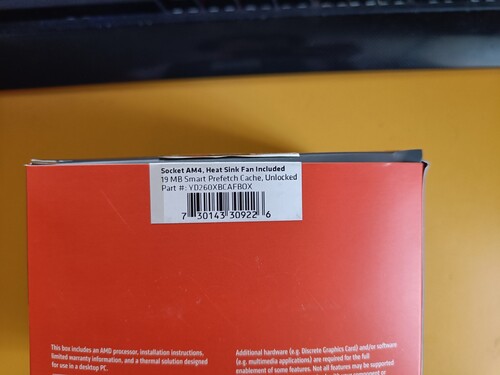 Socket AM4, Heat Sink Fan Included
19 MB Smart Prefetch Cache, Unlocked
Part #: YD260XBCAFBOX
7 30143 30922 6
This box includes an AMD processor, installation instructions,
limited warranty information, and a thermal solution designed
for use in a desktop PC.
Additional hardware (e.g. Discrete Graphics Card) and/or software
(e.g. multimedia applications) are required for the full
enablement of some features. Not all features may be supported
component or